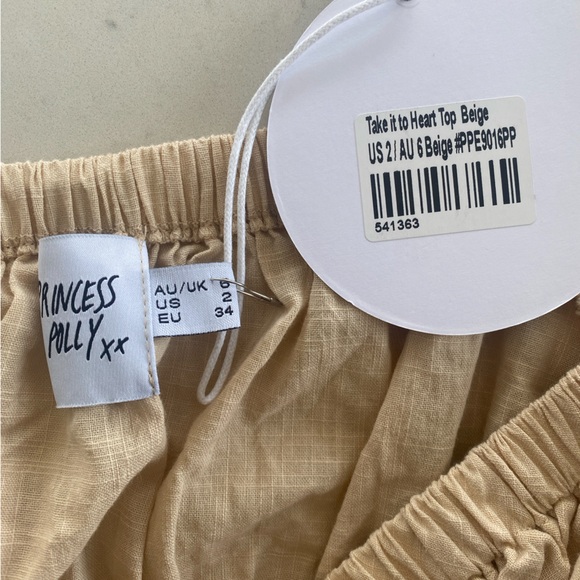 Take it to Heart Top Beige
US 2 / AU 6 Beige #PPE9016PP
541363
PRINCESS
POLLY xx
AU/UK 6
US 2
EU 34